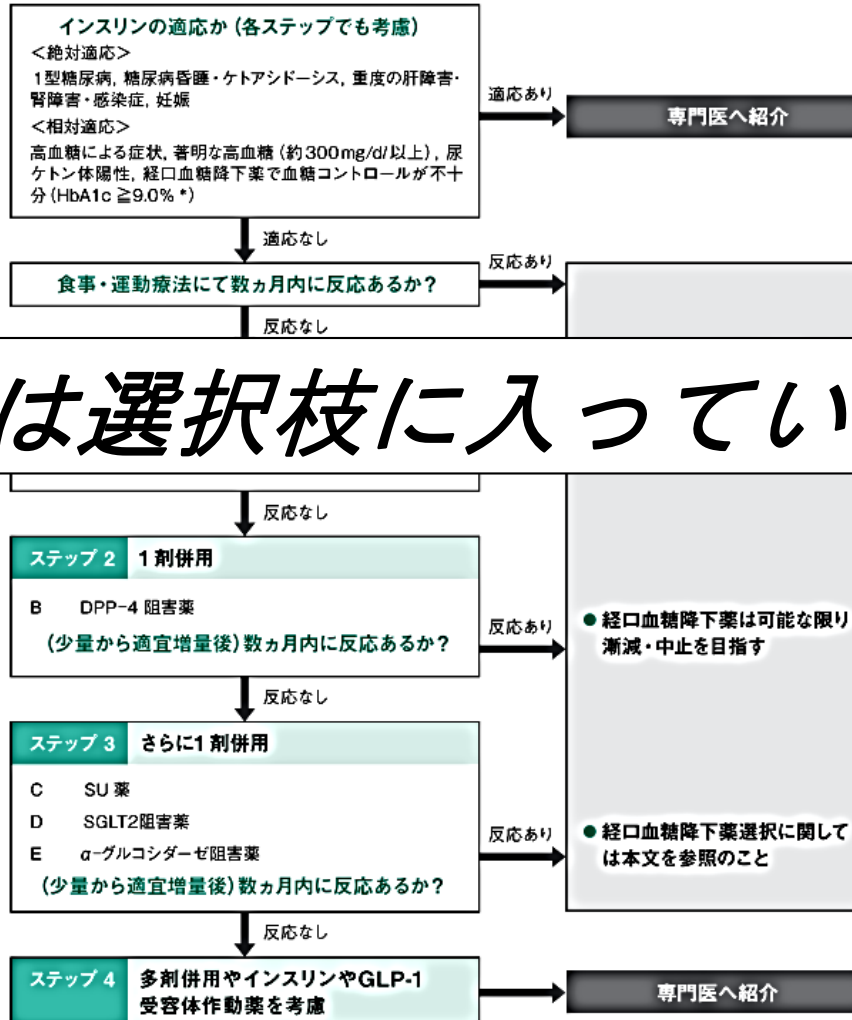 インスリンの適応か（各ステップでも考慮）
＜絶対適応＞
1型糖尿病，糖尿病昏睡・ケトアシドーシス，重度の肝障害・
腎障害・感染症，妊娠
＜相対適応＞
高血糖による症状，著明な高血糖（約300mg/d/以上），尿
ケトン体陽性，経口血糖降下薬で血糖コントロールが不十
分（HbA1c ≧9.0% *）
適応あり
専門医へ紹介
適応なし
食事・運動療法にて数ヵ月内に反応あるか？
反応あり
反応なし
は選択枝に入ってい
反応なし
ステップ 2 1 剤併用
B DPP-4 阻害薬
（少量から適宜増量後）数ヵ月内に反応あるか？
反応あり
● 経口血糖降下薬は可能な限り
漸減・中止を目指す
反応なし
ステップ 3 さらに1 剤併用
C SU 薬
D SGLT2阻害薬
E α-グルコシダーゼ阻害薬
（少量から適宜増量後）数ヵ月内に反応あるか？
反応あり
● 経口血糖降下薬選択に関して
は本文を参照のこと
反応なし
ステップ 4 多剤併用やインスリンやGLP-1
受容体作動薬を考慮
専門医へ紹介